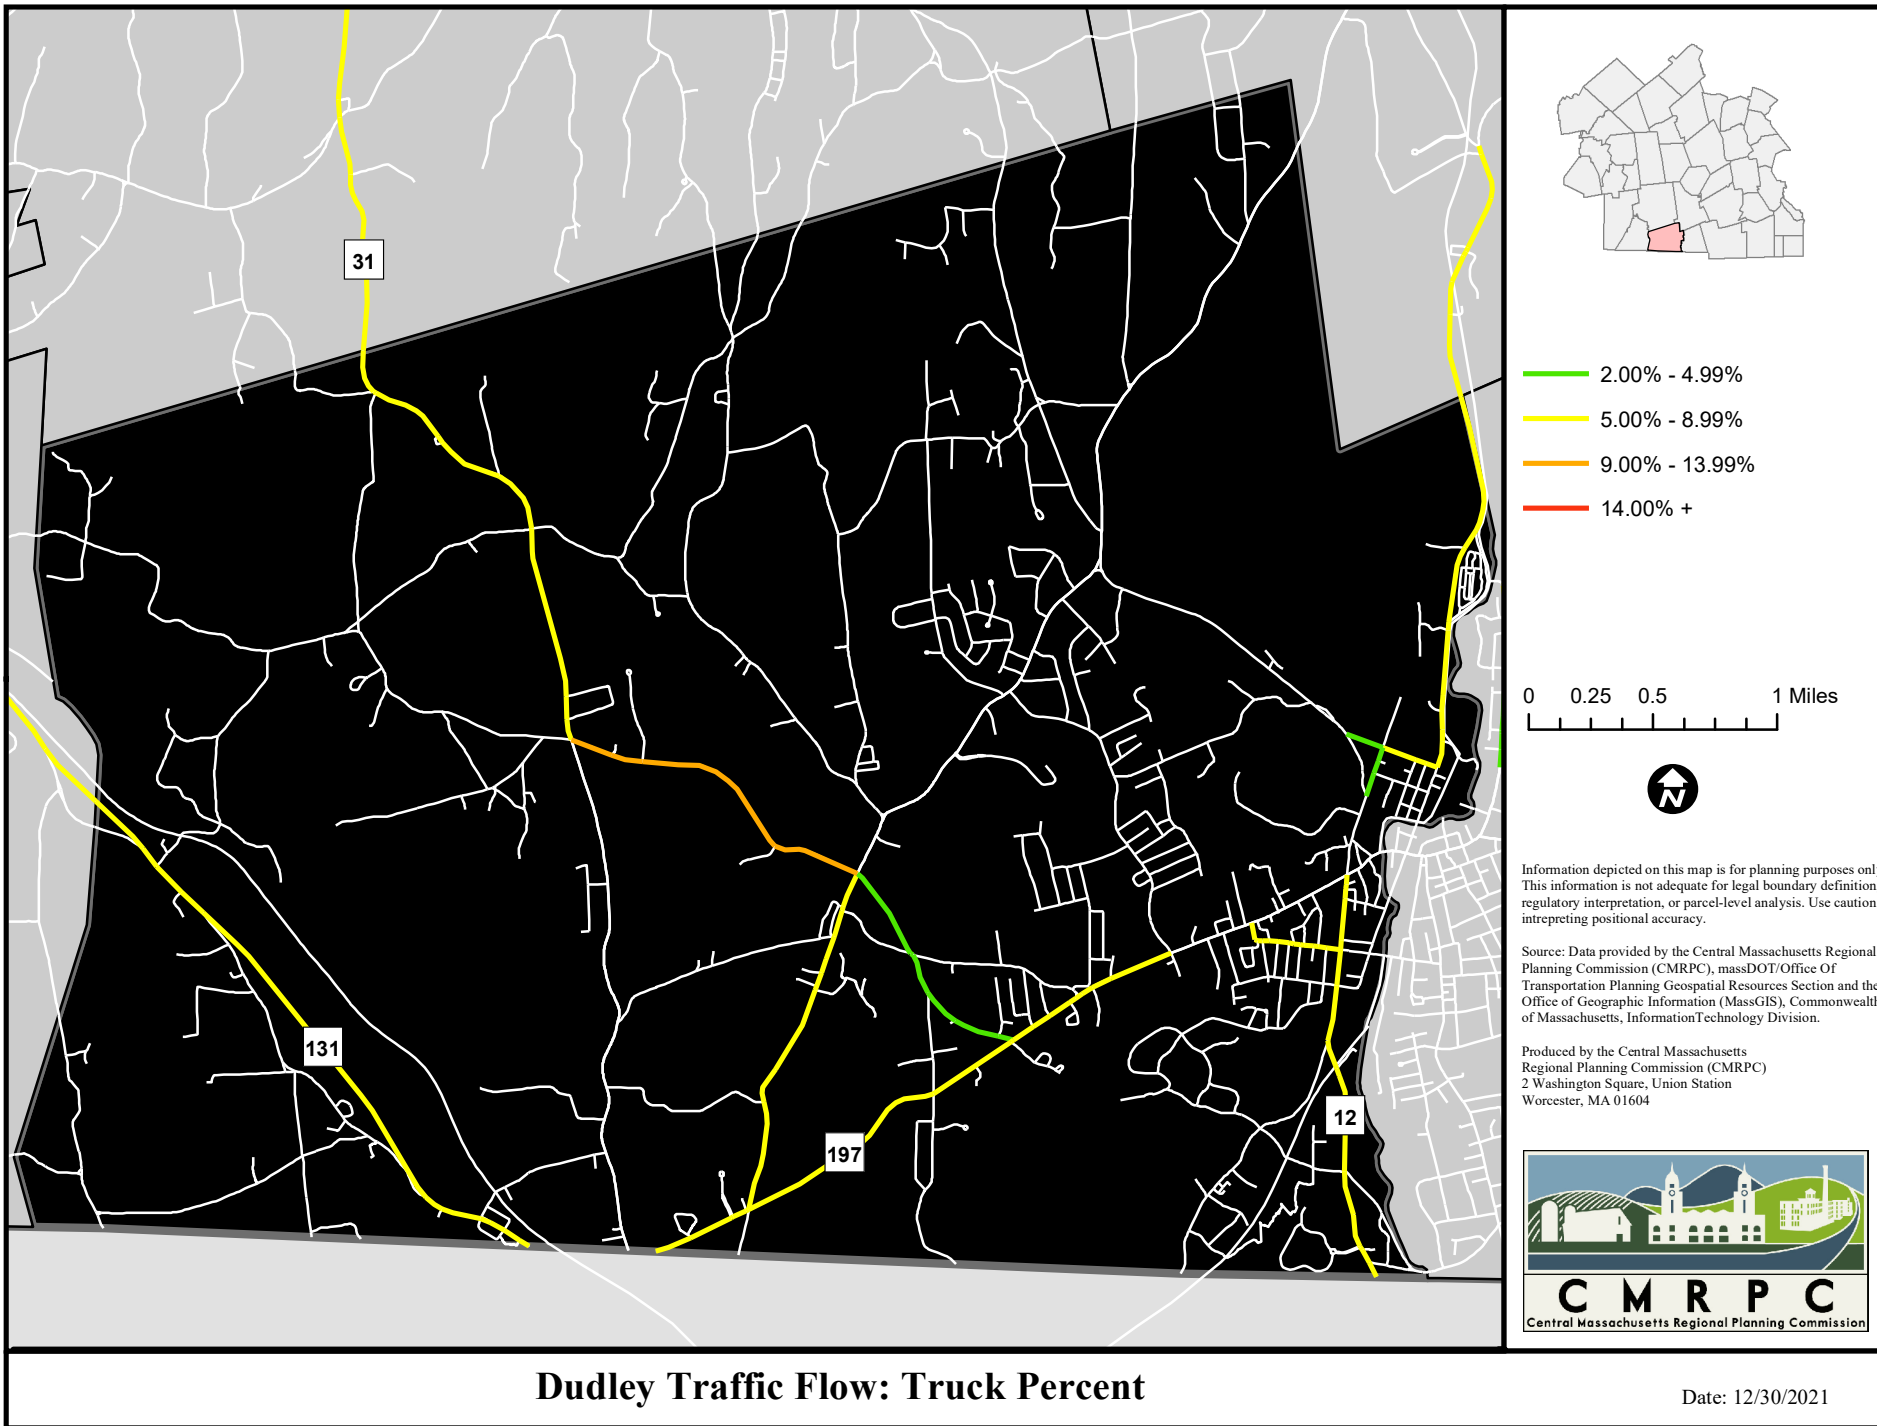 31
131
197
12
2.00% - 4.99%
5.00% - 8.99%
9.00% - 13.99%
14.00% +
0 0.25 0.5 1 Miles
N
Information depicted on this map is for planning purposes onl
This information is not adequate for legal boundary definition
regulatory interpretation, or parcel-level analysis. Use caution
intrepreting positional accuracy.
Source: Data provided by the Central Massachusetts Regional
Planning Commission (CMRPC), massDOT/Office Of
Transportation Planning Geospatial Resources Section and the
Office of Geographic Information (MassGIS), Commonwealth
of Massachusetts, InformationTechnology Division.
Produced by the Central Massachusetts
Regional Planning Commission (CMRPC)
2 Washington Square, Union Station
Worcester, MA 01604
C M R P C
Central Massachusetts Regional Planning Commission
Dudley Traffic Flow: Truck Percent
Date: 12/30/2021